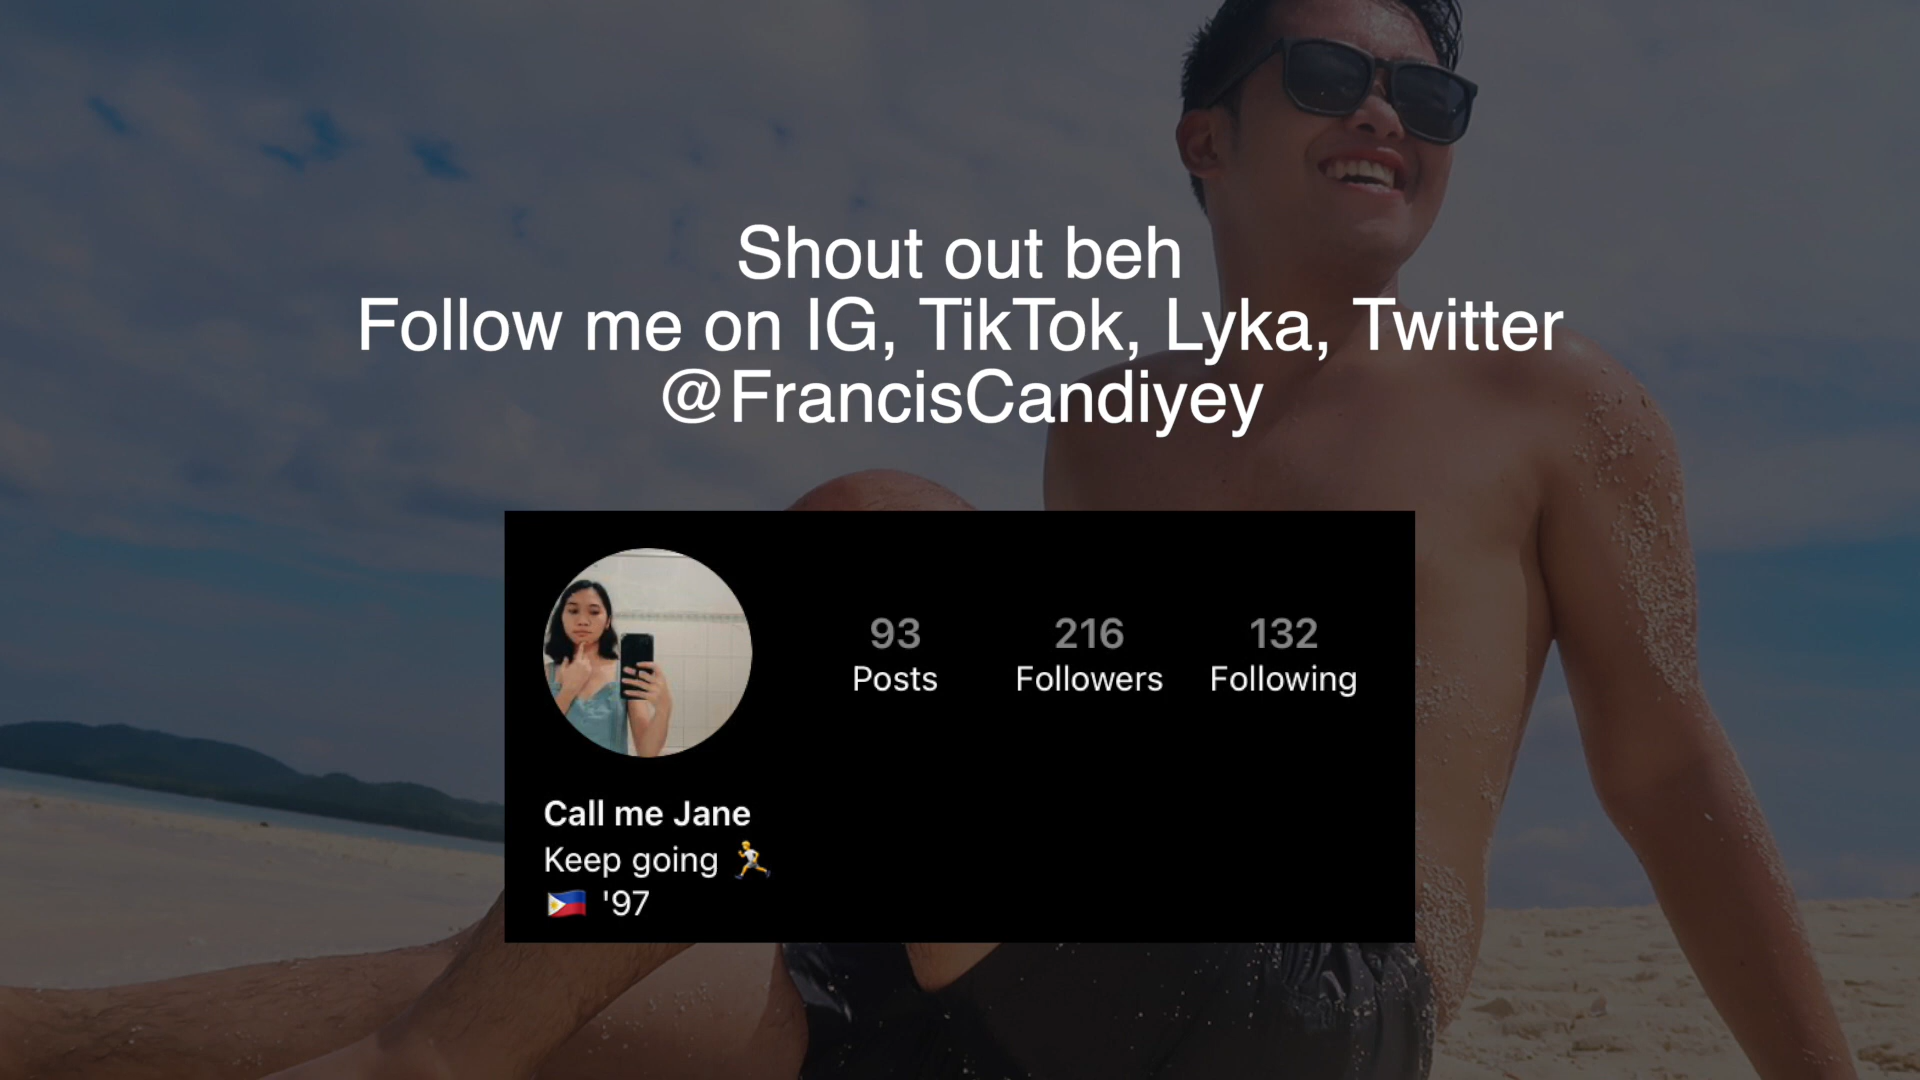 Shout out beh
Follow me on IG, TikTok, Lyka, Twitter
@FrancisCandiyey
93 216 132
Posts Followers Following
Call me Jane
Keep going 🏃
🇵🇭 '97